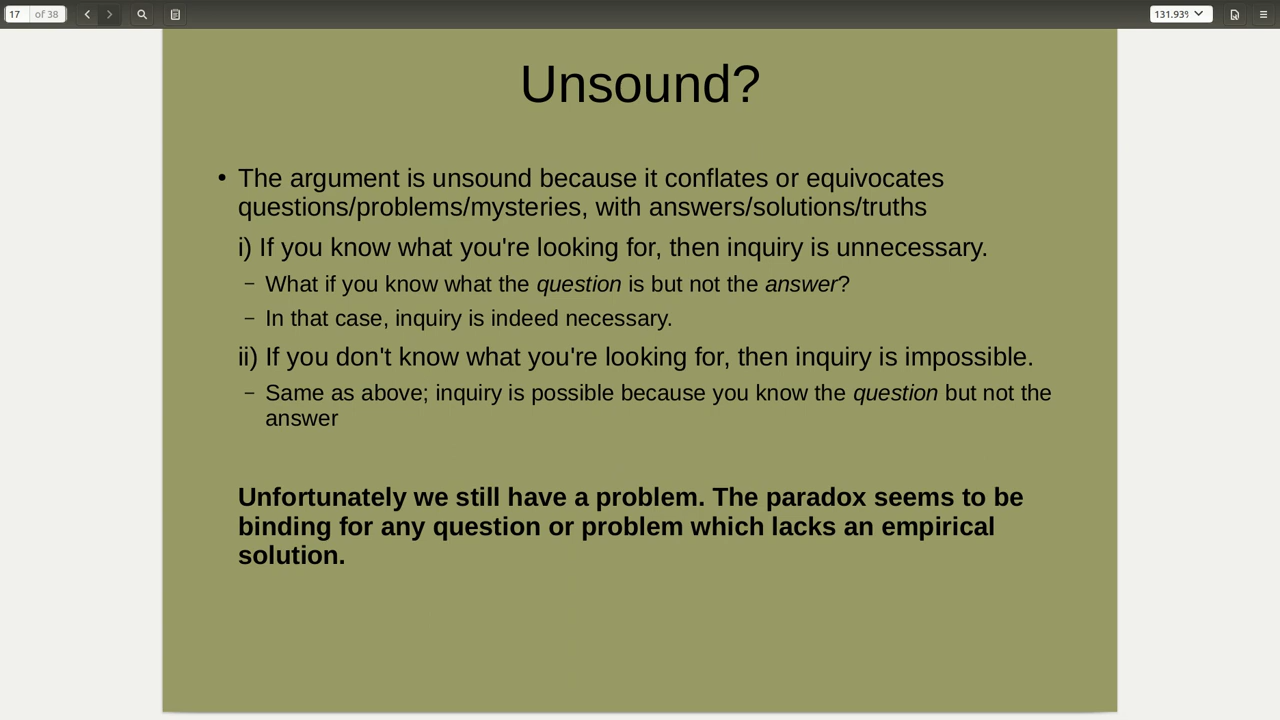 17 of 38
131.93%
Unsound?
• The argument is unsound because it conflates or equivocates
questions/problems/mysteries, with answers/solutions/truths
i) If you know what you're looking for, then inquiry is unnecessary.
– What if you know what the question is but not the answer?
– In that case, inquiry is indeed necessary.
ii) If you don't know what you're looking for, then inquiry is impossible.
– Same as above; inquiry is possible because you know the question but not the
answer
Unfortunately we still have a problem. The paradox seems to be
binding for any question or problem which lacks an empirical
solution.